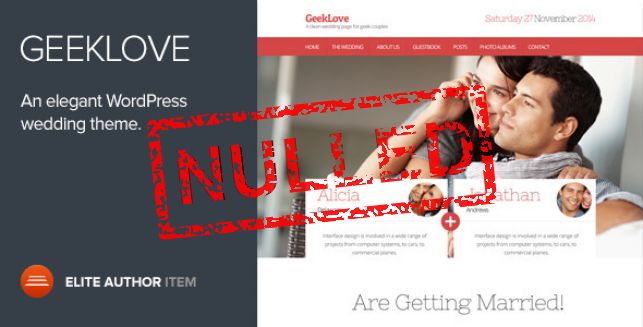 GEEKLOVE
An elegant WordPress
wedding theme.
ELITE AUTHOR ITEM
GeekLove
A clean wedding page for geek couples
Saturday 27 November 2014
HOME THE WEDDING ABOUT US GUESTBOOK POSTS PHOTO ALBUMS CONTACT
NULLED
Alicia
Jonathan
Andrews
Interface design is involved in a wide range of
projects from computer systems, to cars, to
commercial planes.
Interface design is involved in a wide range of
projects from computer systems, to cars, to
commercial planes.
Are Getting Married!